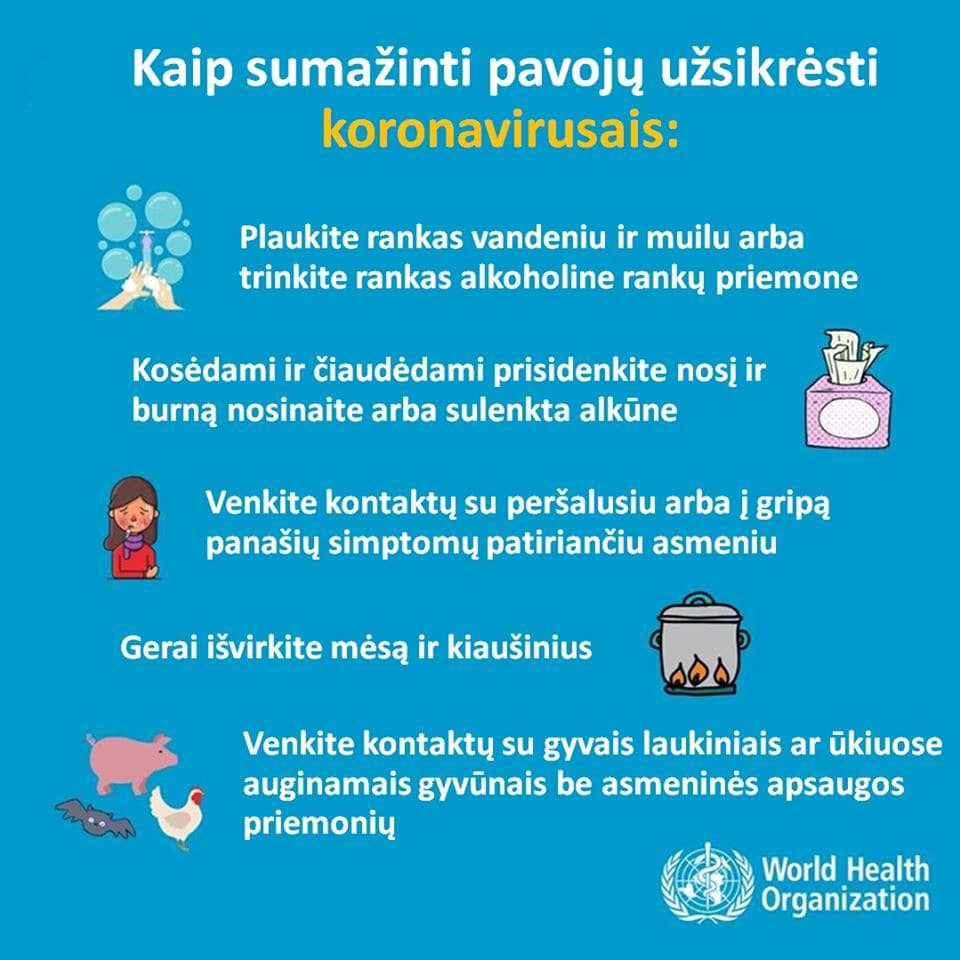 Kaip sumažinti pavojų užsikrėsti
koronavirusais:
Plaukite rankas vandeniu ir muilu arba
trinkite rankas alkoholine rankų priemone
Kosėdami ir čiaudėdami prisidenkite nosį ir
burną nosinaite arba sulenkta alkūne
Venkite kontaktų su peršalusiu arba į gripą
panašių simptomų patiriančiu asmeniu
Gerai išvirkite mėsą ir kiaušinius
Venkite kontaktų su gyvais laukiniais ar ūkiuose
auginamais gyvūnais be asmeninės apsaugos
priemonių
World Health
Organization